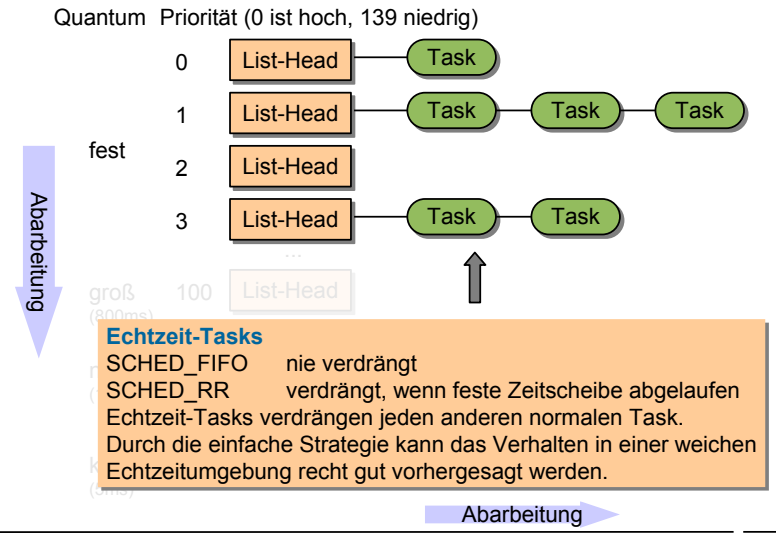 Quantum Priorität (0 ist hoch, 139 niedrig)
0 List-Head Task
1 List-Head Task Task Task
fest
2 List-Head
3 List-Head Task Task
...
groß 100 List-Head
(800ms)
Abarbeitung
Echtzeit-Tasks
SCHED_FIFO nie verdrängt
SCHED_RR verdrängt, wenn feste Zeitscheibe abgelaufen
Echtzeit-Tasks verdrängen jeden anderen normalen Task.
Durch die einfache Strategie kann das Verhalten in einer weichen
Echtzeitumgebung recht gut vorhergesagt werden.
(5ms)
Abarbeitung